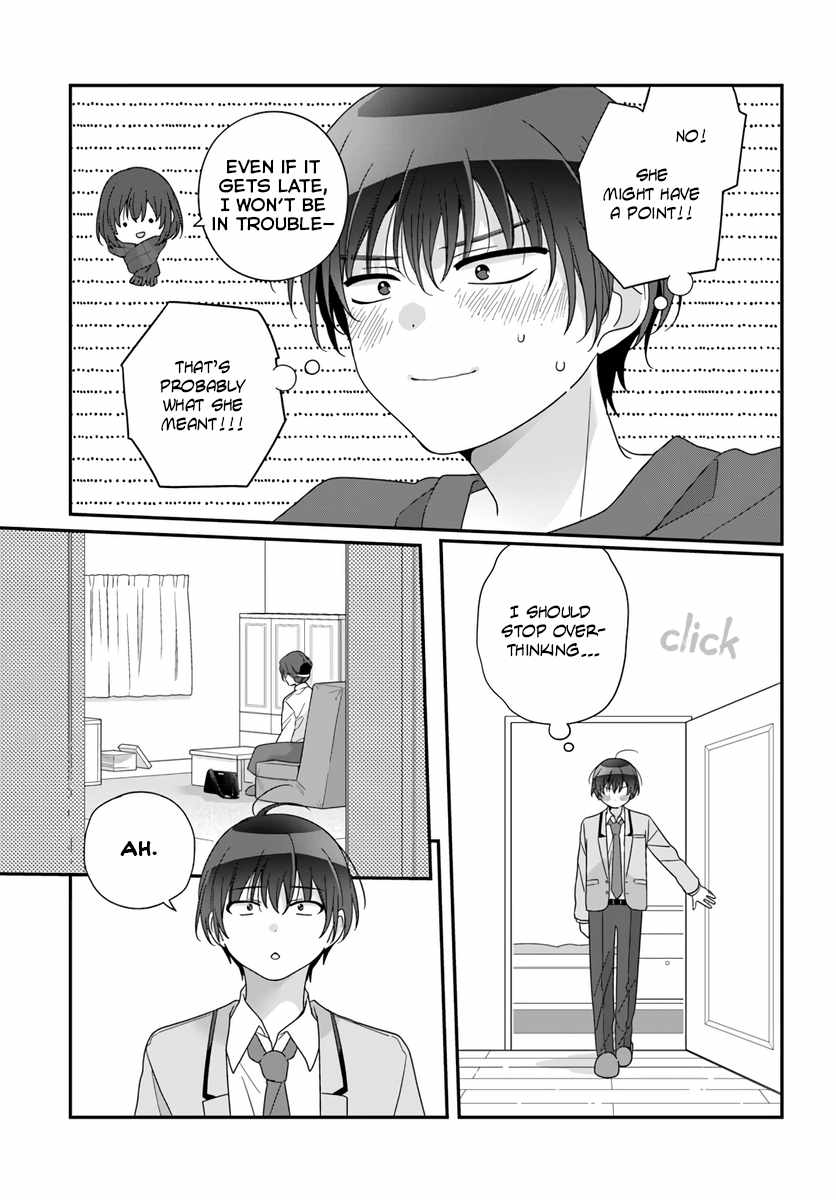 NO!
SHE
MIGHT HAVE
A POINT!!
EVEN IF IT
GETS LATE,
I WON'T BE
IN TROUBLE–
THAT'S
PROBABLY
WHAT SHE
MEANT!!!
I SHOULD
STOP OVER-
THINKING...
click
AH.